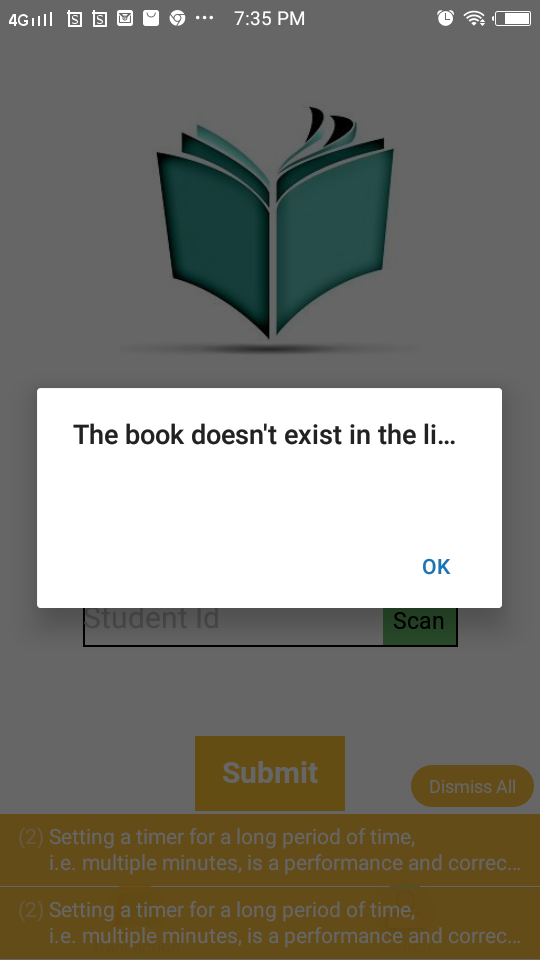 4G 7:35 PM
The book doesn't exist in the li...
OK
Student Id
Scan
Submit
Dismiss All
(2) Setting a timer for a long period of time,
i.e. multiple minutes, is a performance and correc...
(2) Setting a timer for a long period of time,
i.e. multiple minutes, is a performance and correc...